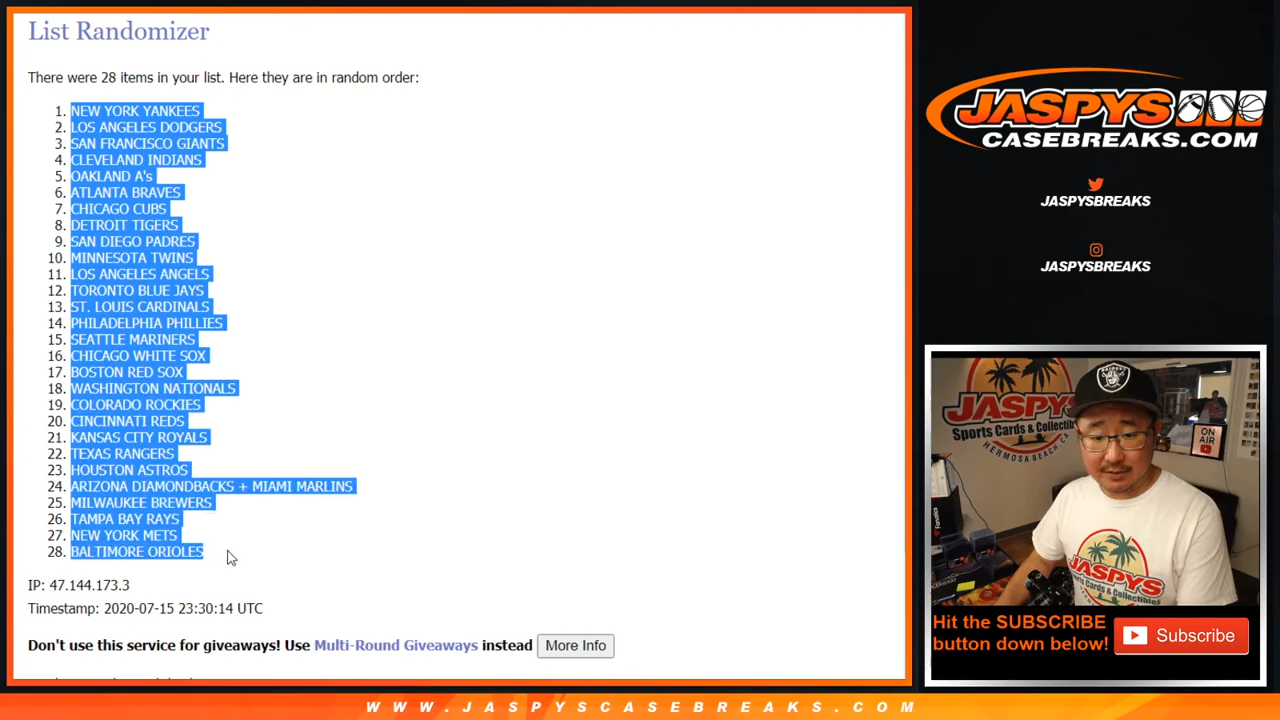 List Randomizer
There were 28 items in your list. Here they are in random order:
1. NEW YORK YANKEES
2. LOS ANGELES DODGERS
3. SAN FRANCISCO GIANTS
4. CLEVELAND INDIANS
5. OAKLAND A's
6. ATLANTA BRAVES
7. CHICAGO CUBS
8. DETROIT TIGERS
9. SAN DIEGO PADRES
10. MINNESOTA TWINS
11. LOS ANGELES ANGELS
12. TORONTO BLUE JAYS
13. ST. LOUIS CARDINALS
14. PHILADELPHIA PHILLIES
15. SEATTLE MARINERS
16. CHICAGO WHITE SOX
17. BOSTON RED SOX
18. WASHINGTON NATIONALS
19. COLORADO ROCKIES
20. CINCINNATI REDS
21. KANSAS CITY ROYALS
22. TEXAS RANGERS
23. HOUSTON ASTROS
24. ARIZONA DIAMONDBACKS + MIAMI MARLINS
25. MILWAUKEE BREWERS
26. TAMPA BAY RAYS
27. NEW YORK METS
28. BALTIMORE ORIOLES
IP: 47.144.173.3
Timestamp: 2020-07-15 23:30:14 UTC
Don't use this service for giveaways! Use Multi-Round Giveaways instead More Info
JASPYS
CASEBREAKS.COM
JASPYSBREAKS
JASPYSBREAKS
JASPYS
Sports Cards & Collectibl
HERMOSA BEACH, CA
RAIDERS
ON
AIR
Fanatics
JASPYS
Sports Cards & Collectibles
Hit the SUBSCRIBE
button down below!
Subscribe
WWW.JASPYSCASEBREAKS.COM